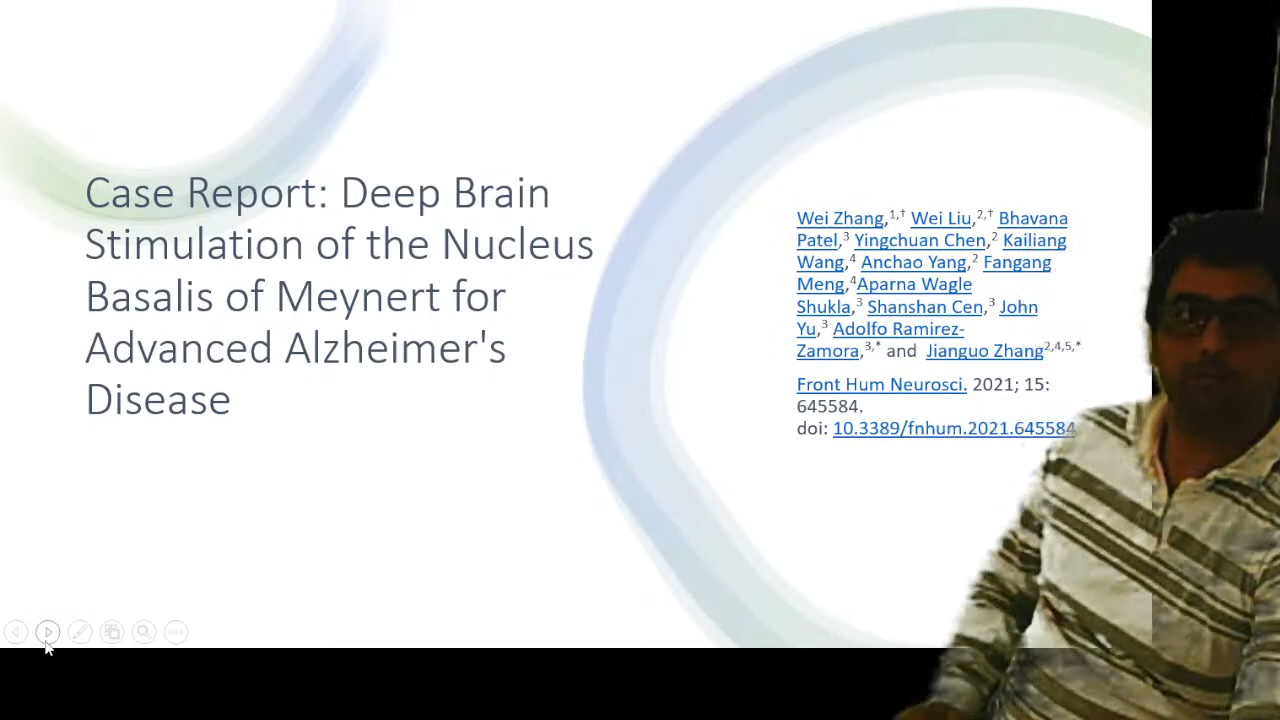 Case Report: Deep Brain
Stimulation of the Nucleus
Basalis of Meynert for
Advanced Alzheimer's
Disease
Wei Zhang,1,† Wei Liu,2,† Bhavana
Patel,3 Yingchuan Chen,2 Kailiang
Wang,4 Anchao Yang,2 Fangang
Meng,4Aparna Wagle
Shukla,3 Shanshan Cen,3 John
Yu,3 Adolfo Ramirez-
Zamora,3,* and Jianguo Zhang2,4,5,*
Front Hum Neurosci. 2021; 15:
645584.
doi: 10.3389/fnhum.2021.645584